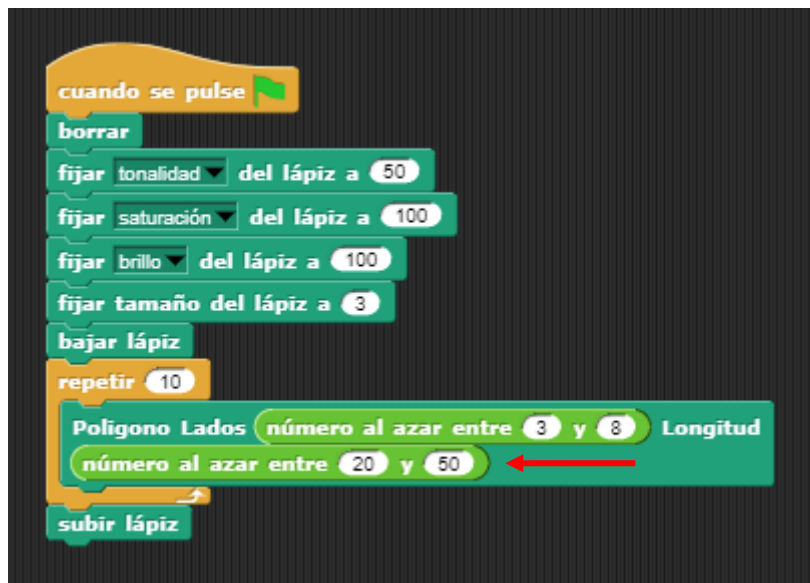 cuando se pulse
borrar
fijar tonalidad del lápiz a 50
fijar saturación del lápiz a 100
fijar brillo del lápiz a 100
fijar tamaño del lápiz a 3
bajar lápiz
repetir 10
Poligono Lados número al azar entre 3 y 8 Longitud
número al azar entre 20 y 50
subir lápiz